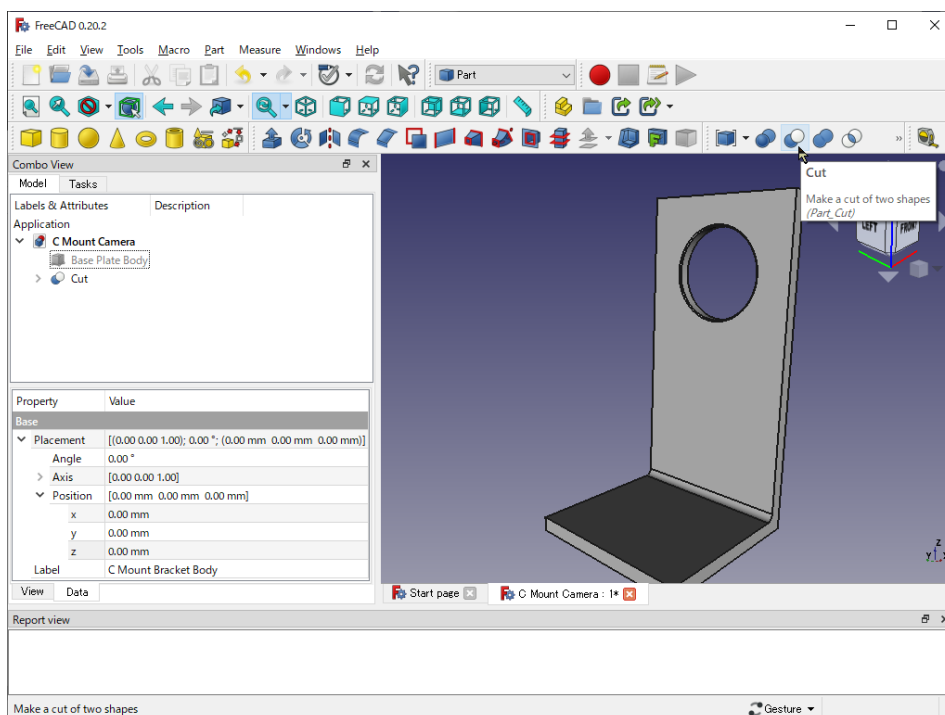 FreeCAD 0.20.2
File Edit View Tools Macro Part Measure Windows Help
Part
Combo View
Model Tasks
Labels & Attributes Description
Application
C Mount Camera
Base Plate Body
Cut
Cut
Make a cut of two shapes
(Part_Cut)
LEFT FRONT
Property Value
Base
Placement [(0.00 0.00 1.00); 0.00 °; (0.00 mm 0.00 mm 0.00 mm)]
Angle 0.00 °
Axis [0.00 0.00 1.00]
Position [0.00 mm 0.00 mm 0.00 mm]
x 0.00 mm
y 0.00 mm
z 0.00 mm
Label C Mount Bracket Body
z
y x
View Data
Start page C Mount Camera : 1*
Report view
Make a cut of two shapes Gesture